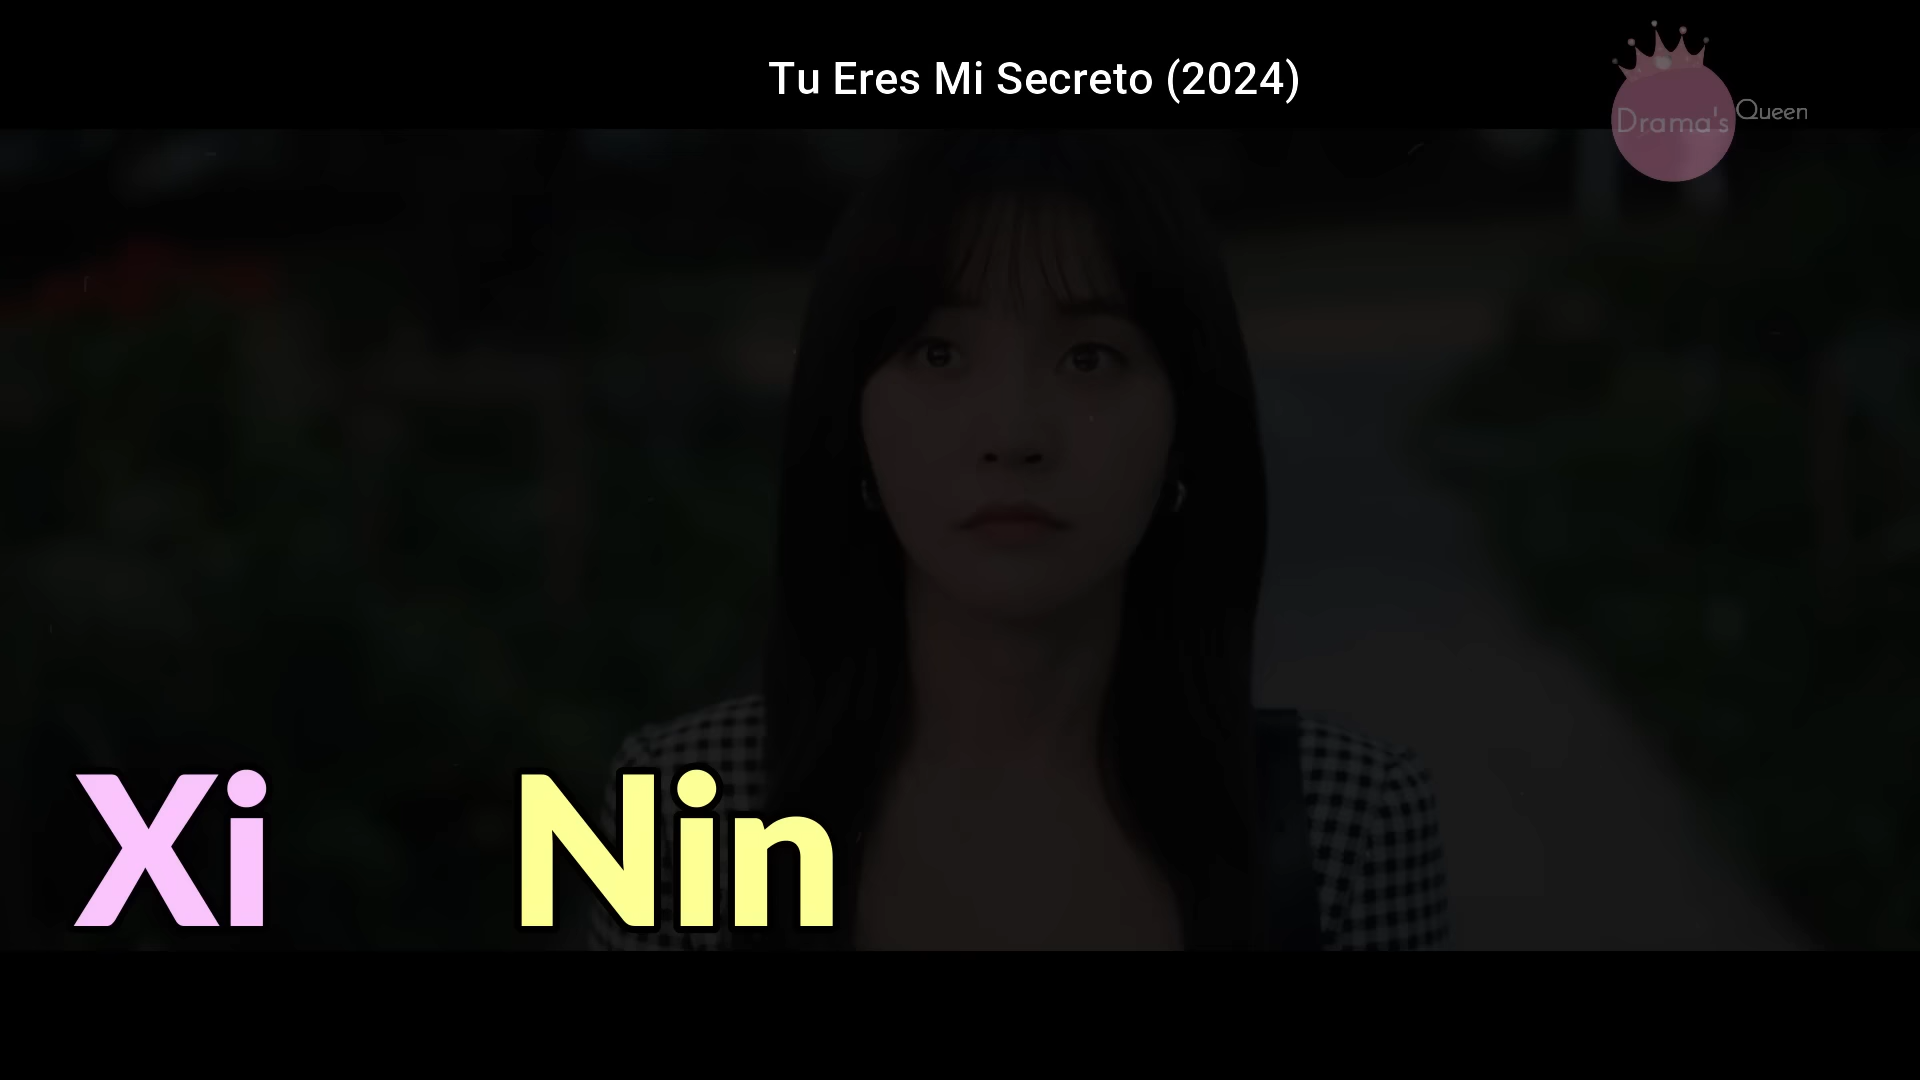 Tu Eres Mi Secreto (2024)
Drama's Queen
Xi Nin